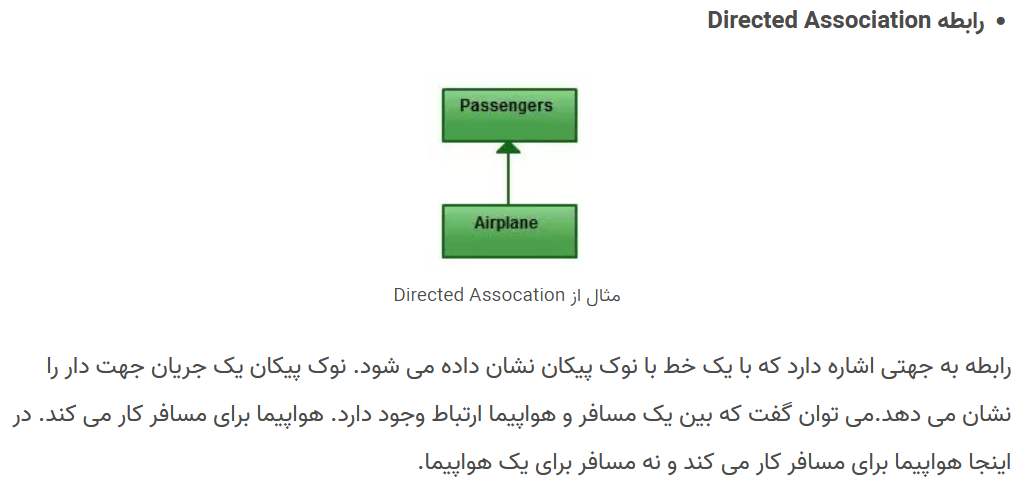 رابطه Directed Association
Passengers
Airplane
مثال از Directed Assocation
رابطه به جهتی اشاره دارد که با یک خط با نوک پیکان نشان داده می شود. نوک پیکان یک جریان جهت دار را
نشان می دهد.می توان گفت که بین یک مسافر و هواپیما ارتباط وجود دارد. هواپیما برای مسافر کار می کند. در
اینجا هواپیما برای مسافر کار می کند و نه مسافر برای یک هواپیما.